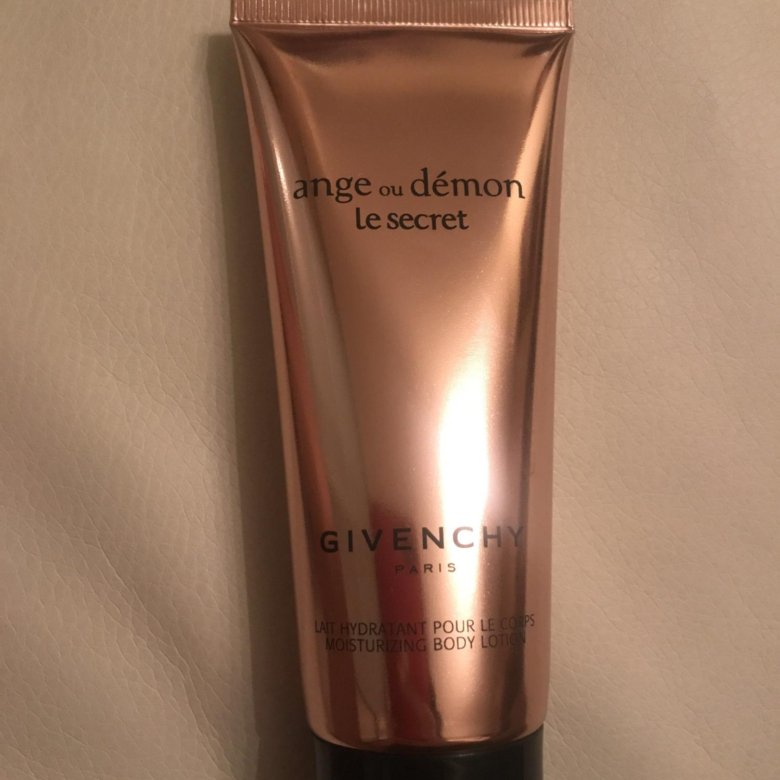 ange ou démon
le secret
GIVENCHY
PARIS
LAIT HYDRATANT POUR LE CORPS
MOISTURIZING BODY LOTION